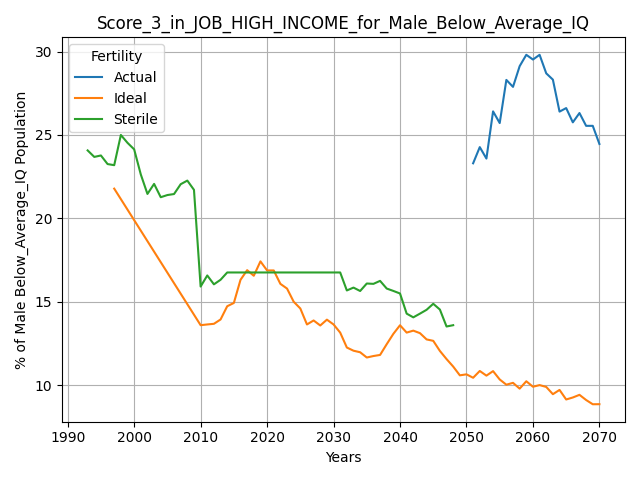 Score_3_in_JOB_HIGH_INCOME_for_Male_Below_Average_IQ
% of Male Below_Average_IQ Population
30
25
20
15
10
Fertility
Actual
Ideal
Sterile
1990 2000 2010 2020 2030 2040 2050 2060 2070
Years